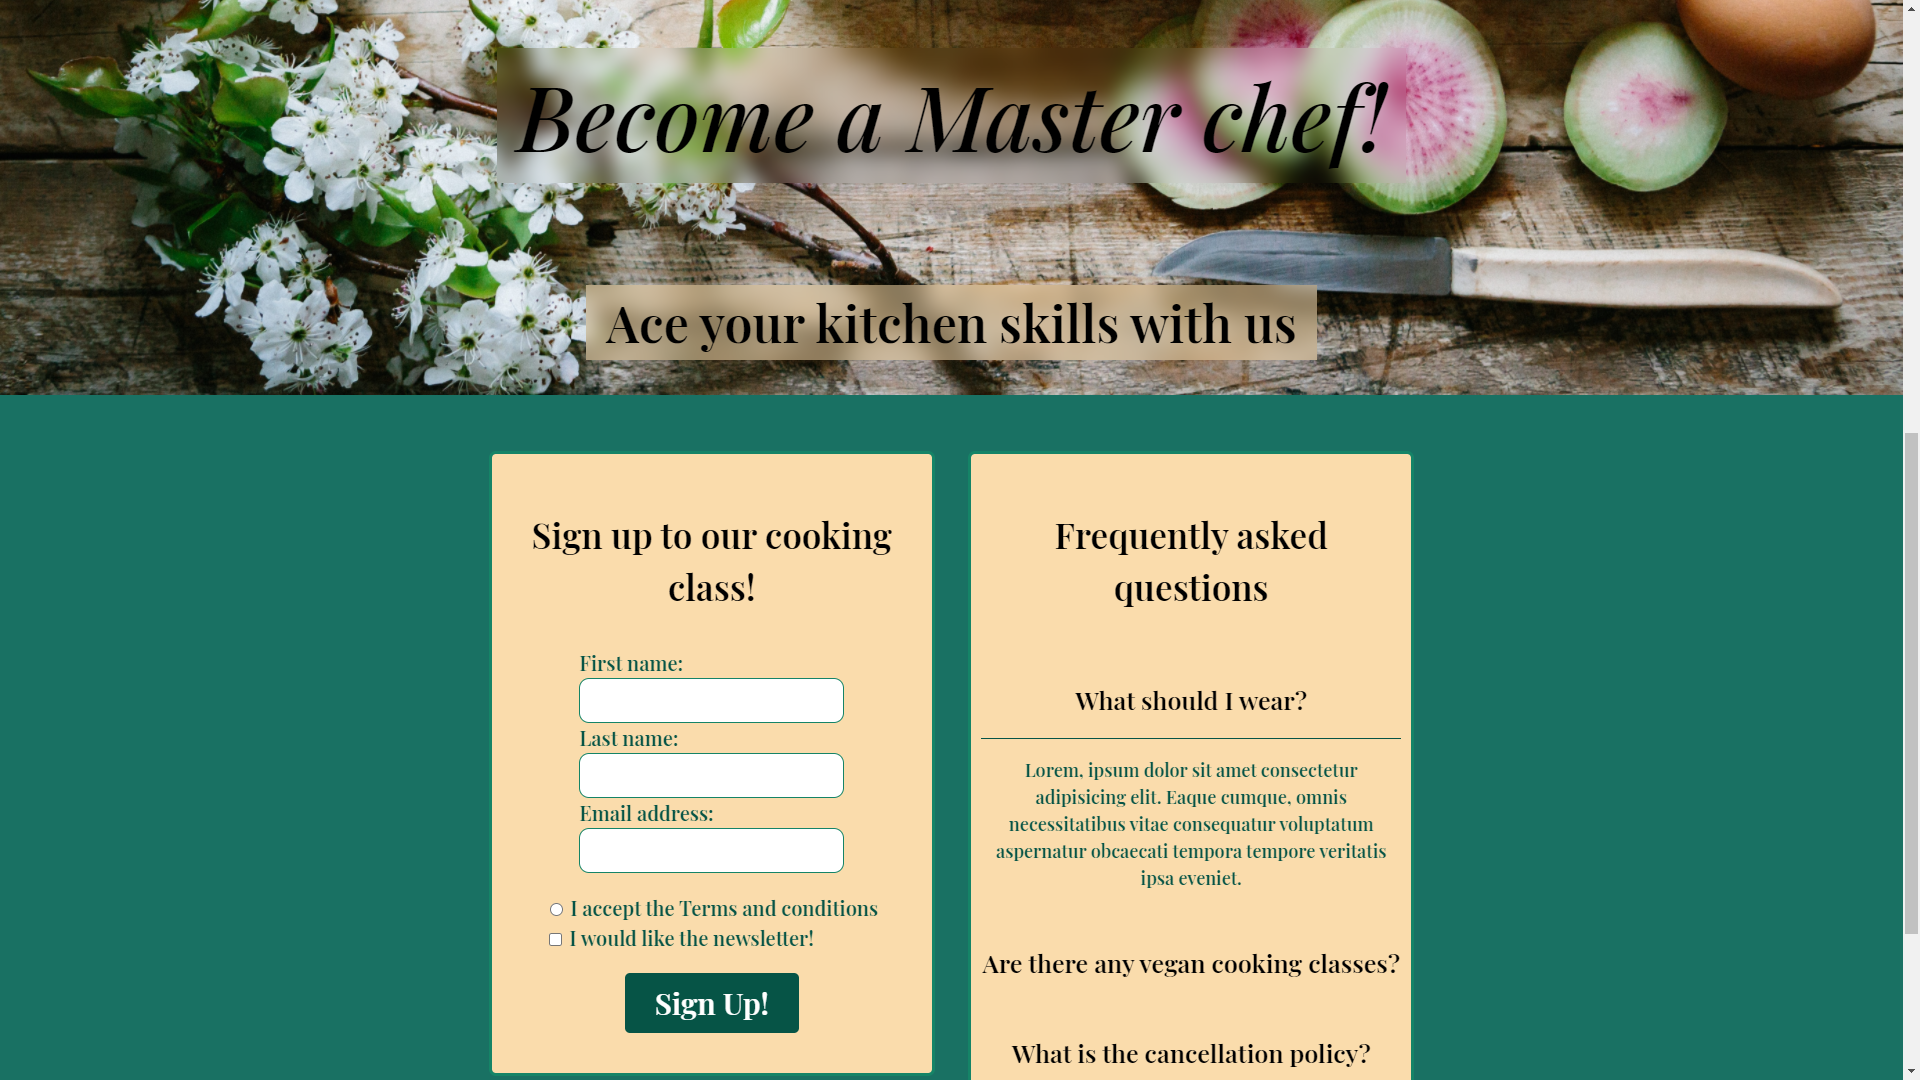 Become a Master chef!
Ace your kitchen skills with us
Sign up to our cooking
class!
First name:
Last name:
Email address:
I accept the Terms and conditions
I would like the newsletter!
Sign Up!
Frequently asked
questions
What should I wear?
Lorem, ipsum dolor sit amet consectetur
adipisicing elit. Eaque cumque, omnis
necessitatibus vitae consequatur voluptatum
aspernatur obcaecati tempora tempore veritatis
ipsa eveniet.
Are there any vegan cooking classes?
What is the cancellation policy?